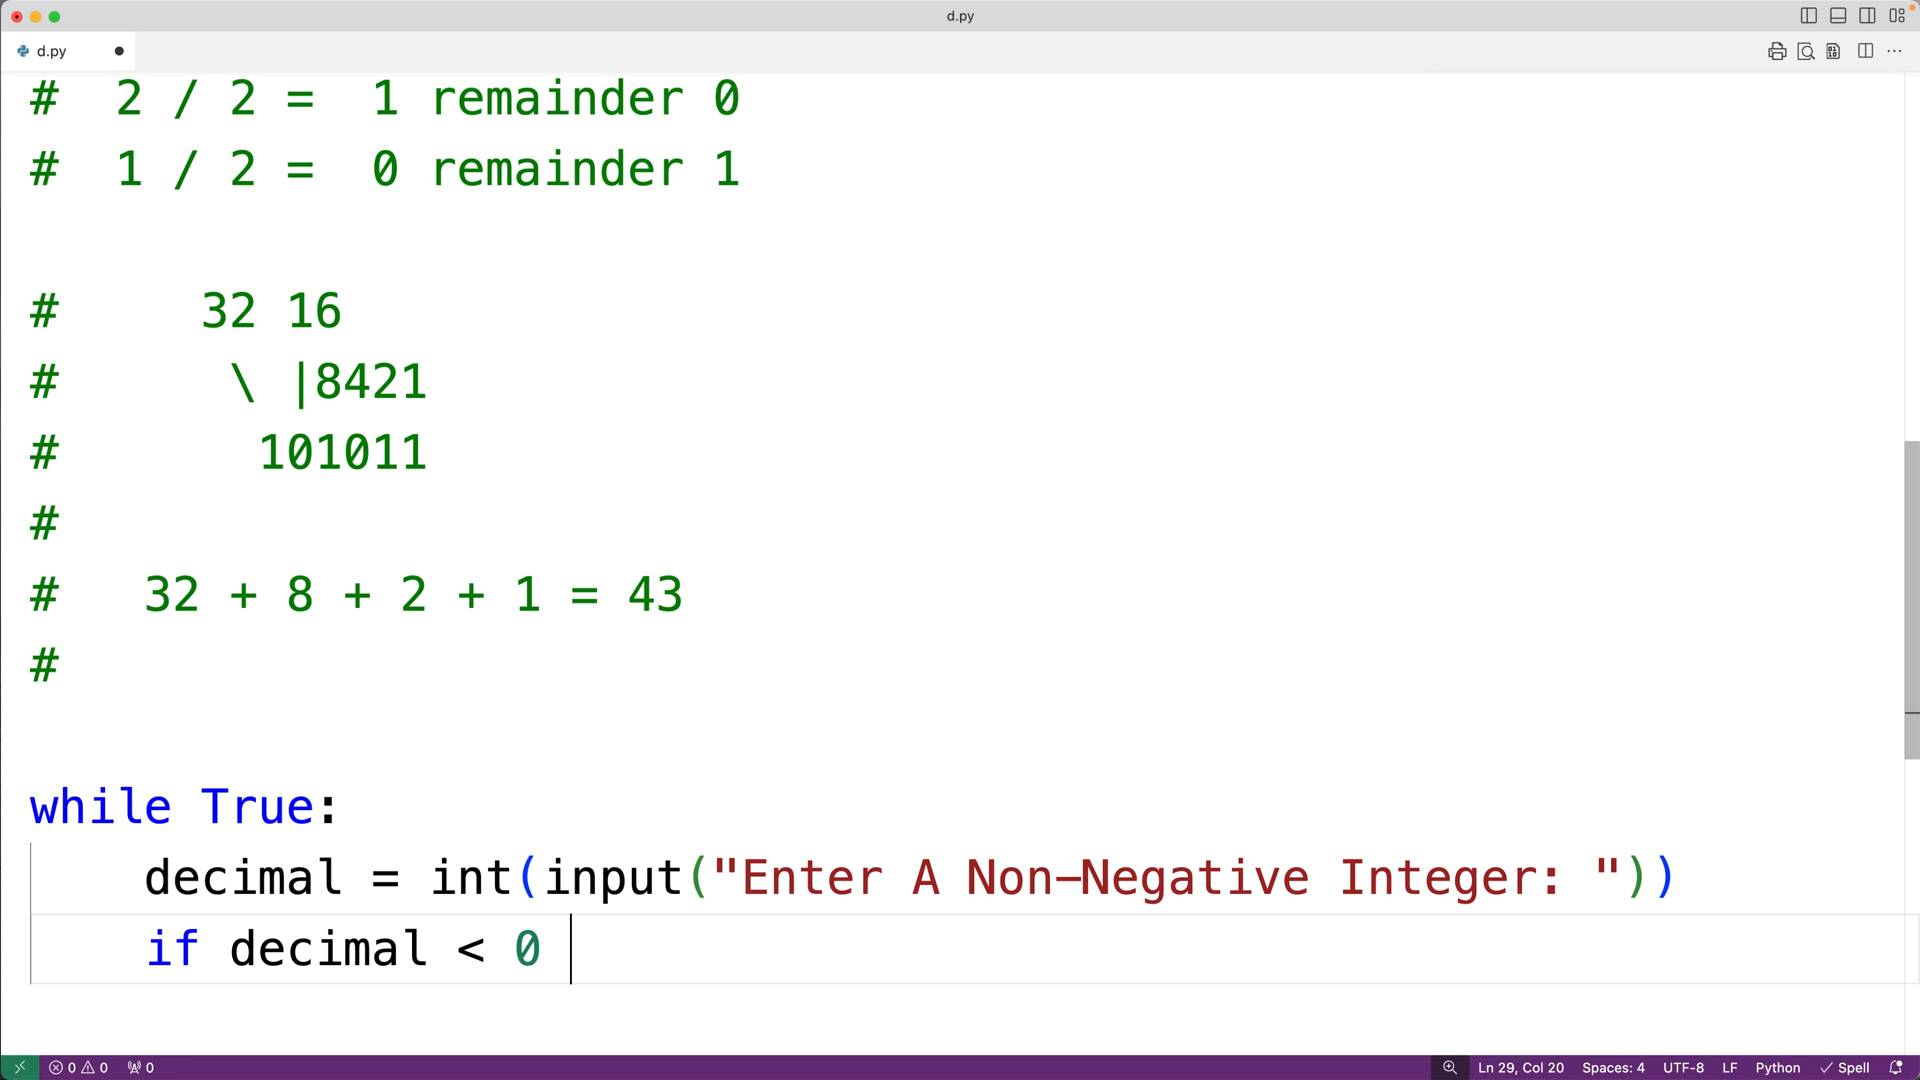 d.py
d.py
#  2 / 2 =  1 remainder 0
#  1 / 2 =  0 remainder 1
#     32 16
#      \ |8421
#       101011
#
#   32 + 8 + 2 + 1 = 43
#
while True:
    decimal = int(input("Enter A Non-Negative Integer: "))
    if decimal < 0
0 0 0 Ln 29, Col 20 Spaces: 4 UTF-8 LF Python Spell